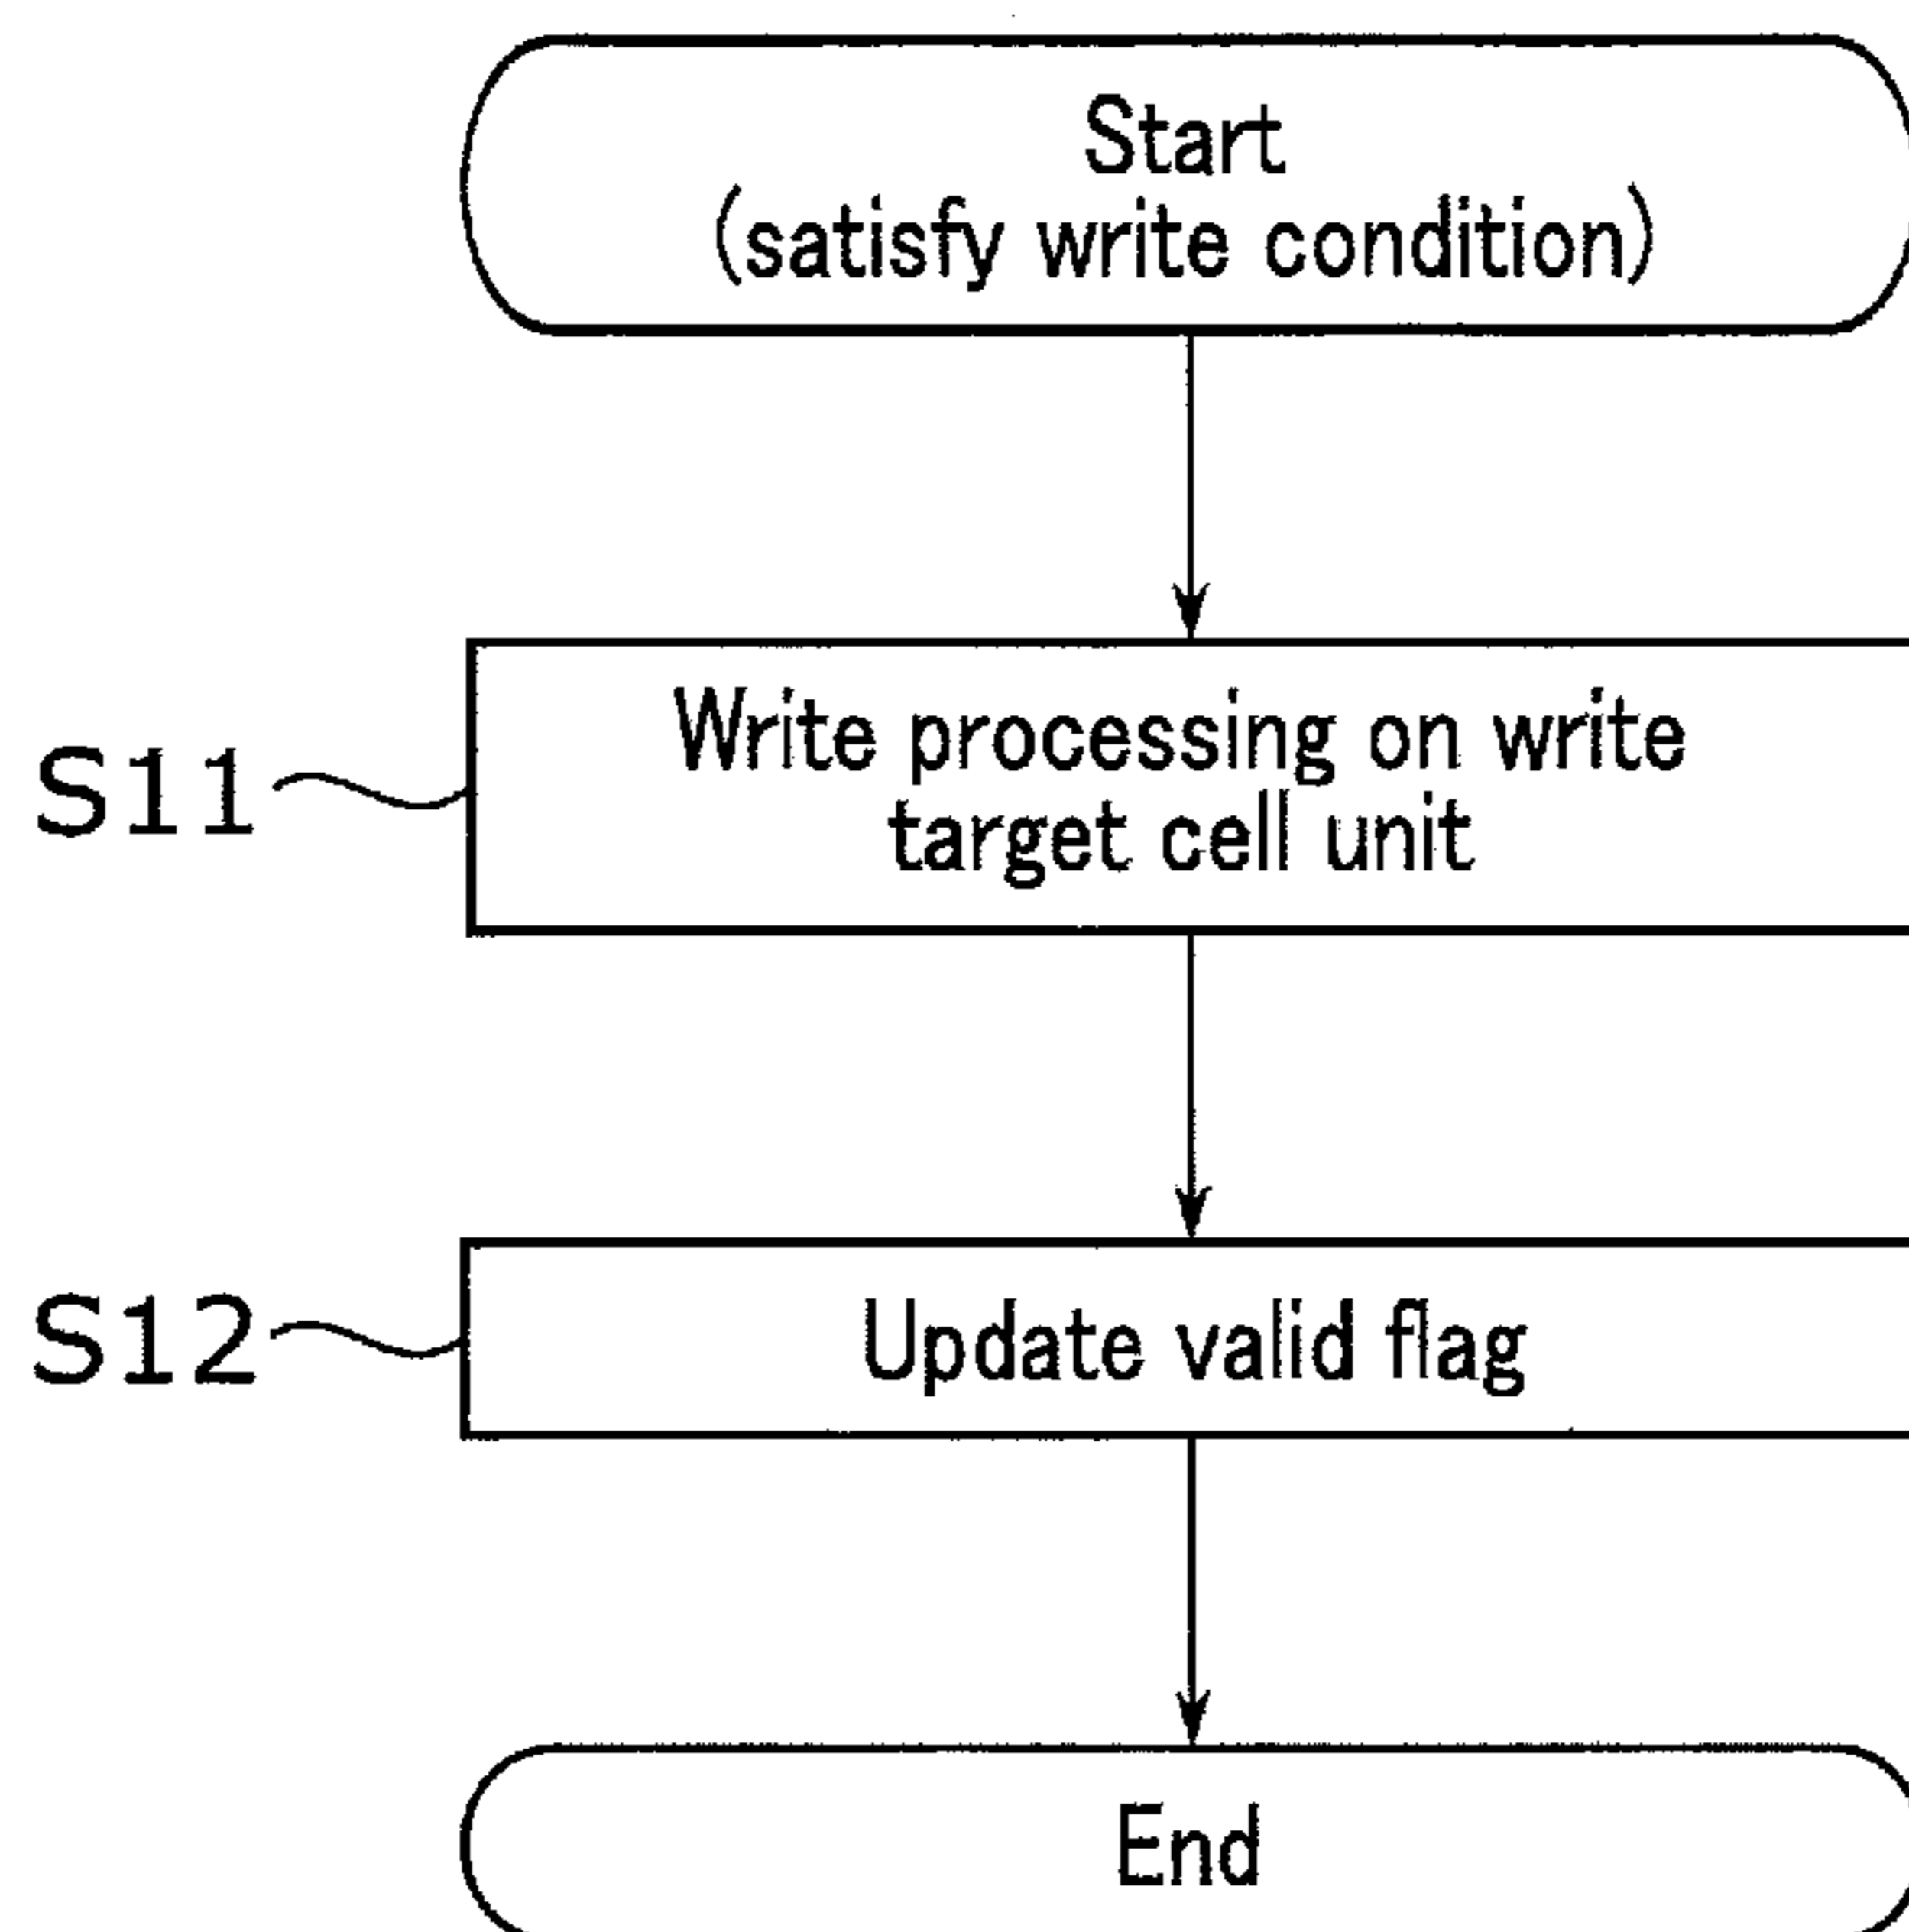 Start
(satisfy write condition)
S11
Write processing on write
target cell unit
S12
Update valid flag
End